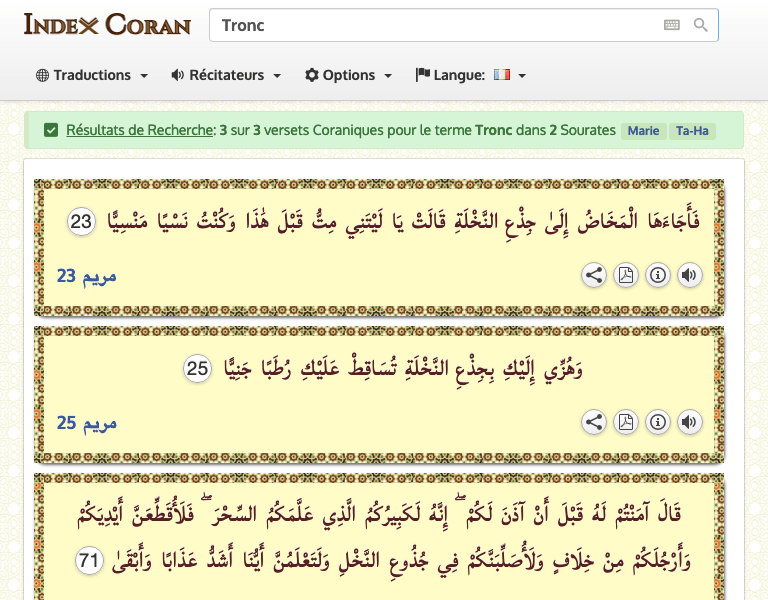 Index Coran
Tronc
Traductions Récitateurs Options Langue:
Résultats de Recherche: 3 sur 3 versets Coraniques pour le terme Tronc dans 2 Sourates Marie Ta-Ha
فَأَجَاءَهَا الْمَخَاضُ إِلَىٰ جِذْعِ النَّخْلَةِ قَالَتْ يَا لَيْتَنِي مِتُّ قَبْلَ هَٰذَا وَكُنْتُ نَسْيًا مَنْسِيًّا 23
مريم 23
وَهُزِّي إِلَيْكِ بِجِذْعِ النَّخْلَةِ تُسَاقِطْ عَلَيْكِ رُطَبًا جَنِيًّا 25
مريم 25
قَالَ آمَنْتُمْ لَهُ قَبْلَ أَنْ آذَنَ لَكُمْ ۖ إِنَّهُ لَكَبِيرُكُمُ الَّذِي عَلَّمَكُمُ السِّحْرَ ۖ فَلَأُقَطِّعَنَّ أَيْدِيَكُمْ
وَأَرْجُلَكُمْ مِنْ خِلَافٍ وَلَأُصَلِّبَنَّكُمْ فِي جُذُوعِ النَّخْلِ وَلَتَعْلَمُنَّ أَيُّنَا أَشَدُّ عَذَابًا وَأَبْقَىٰ 71